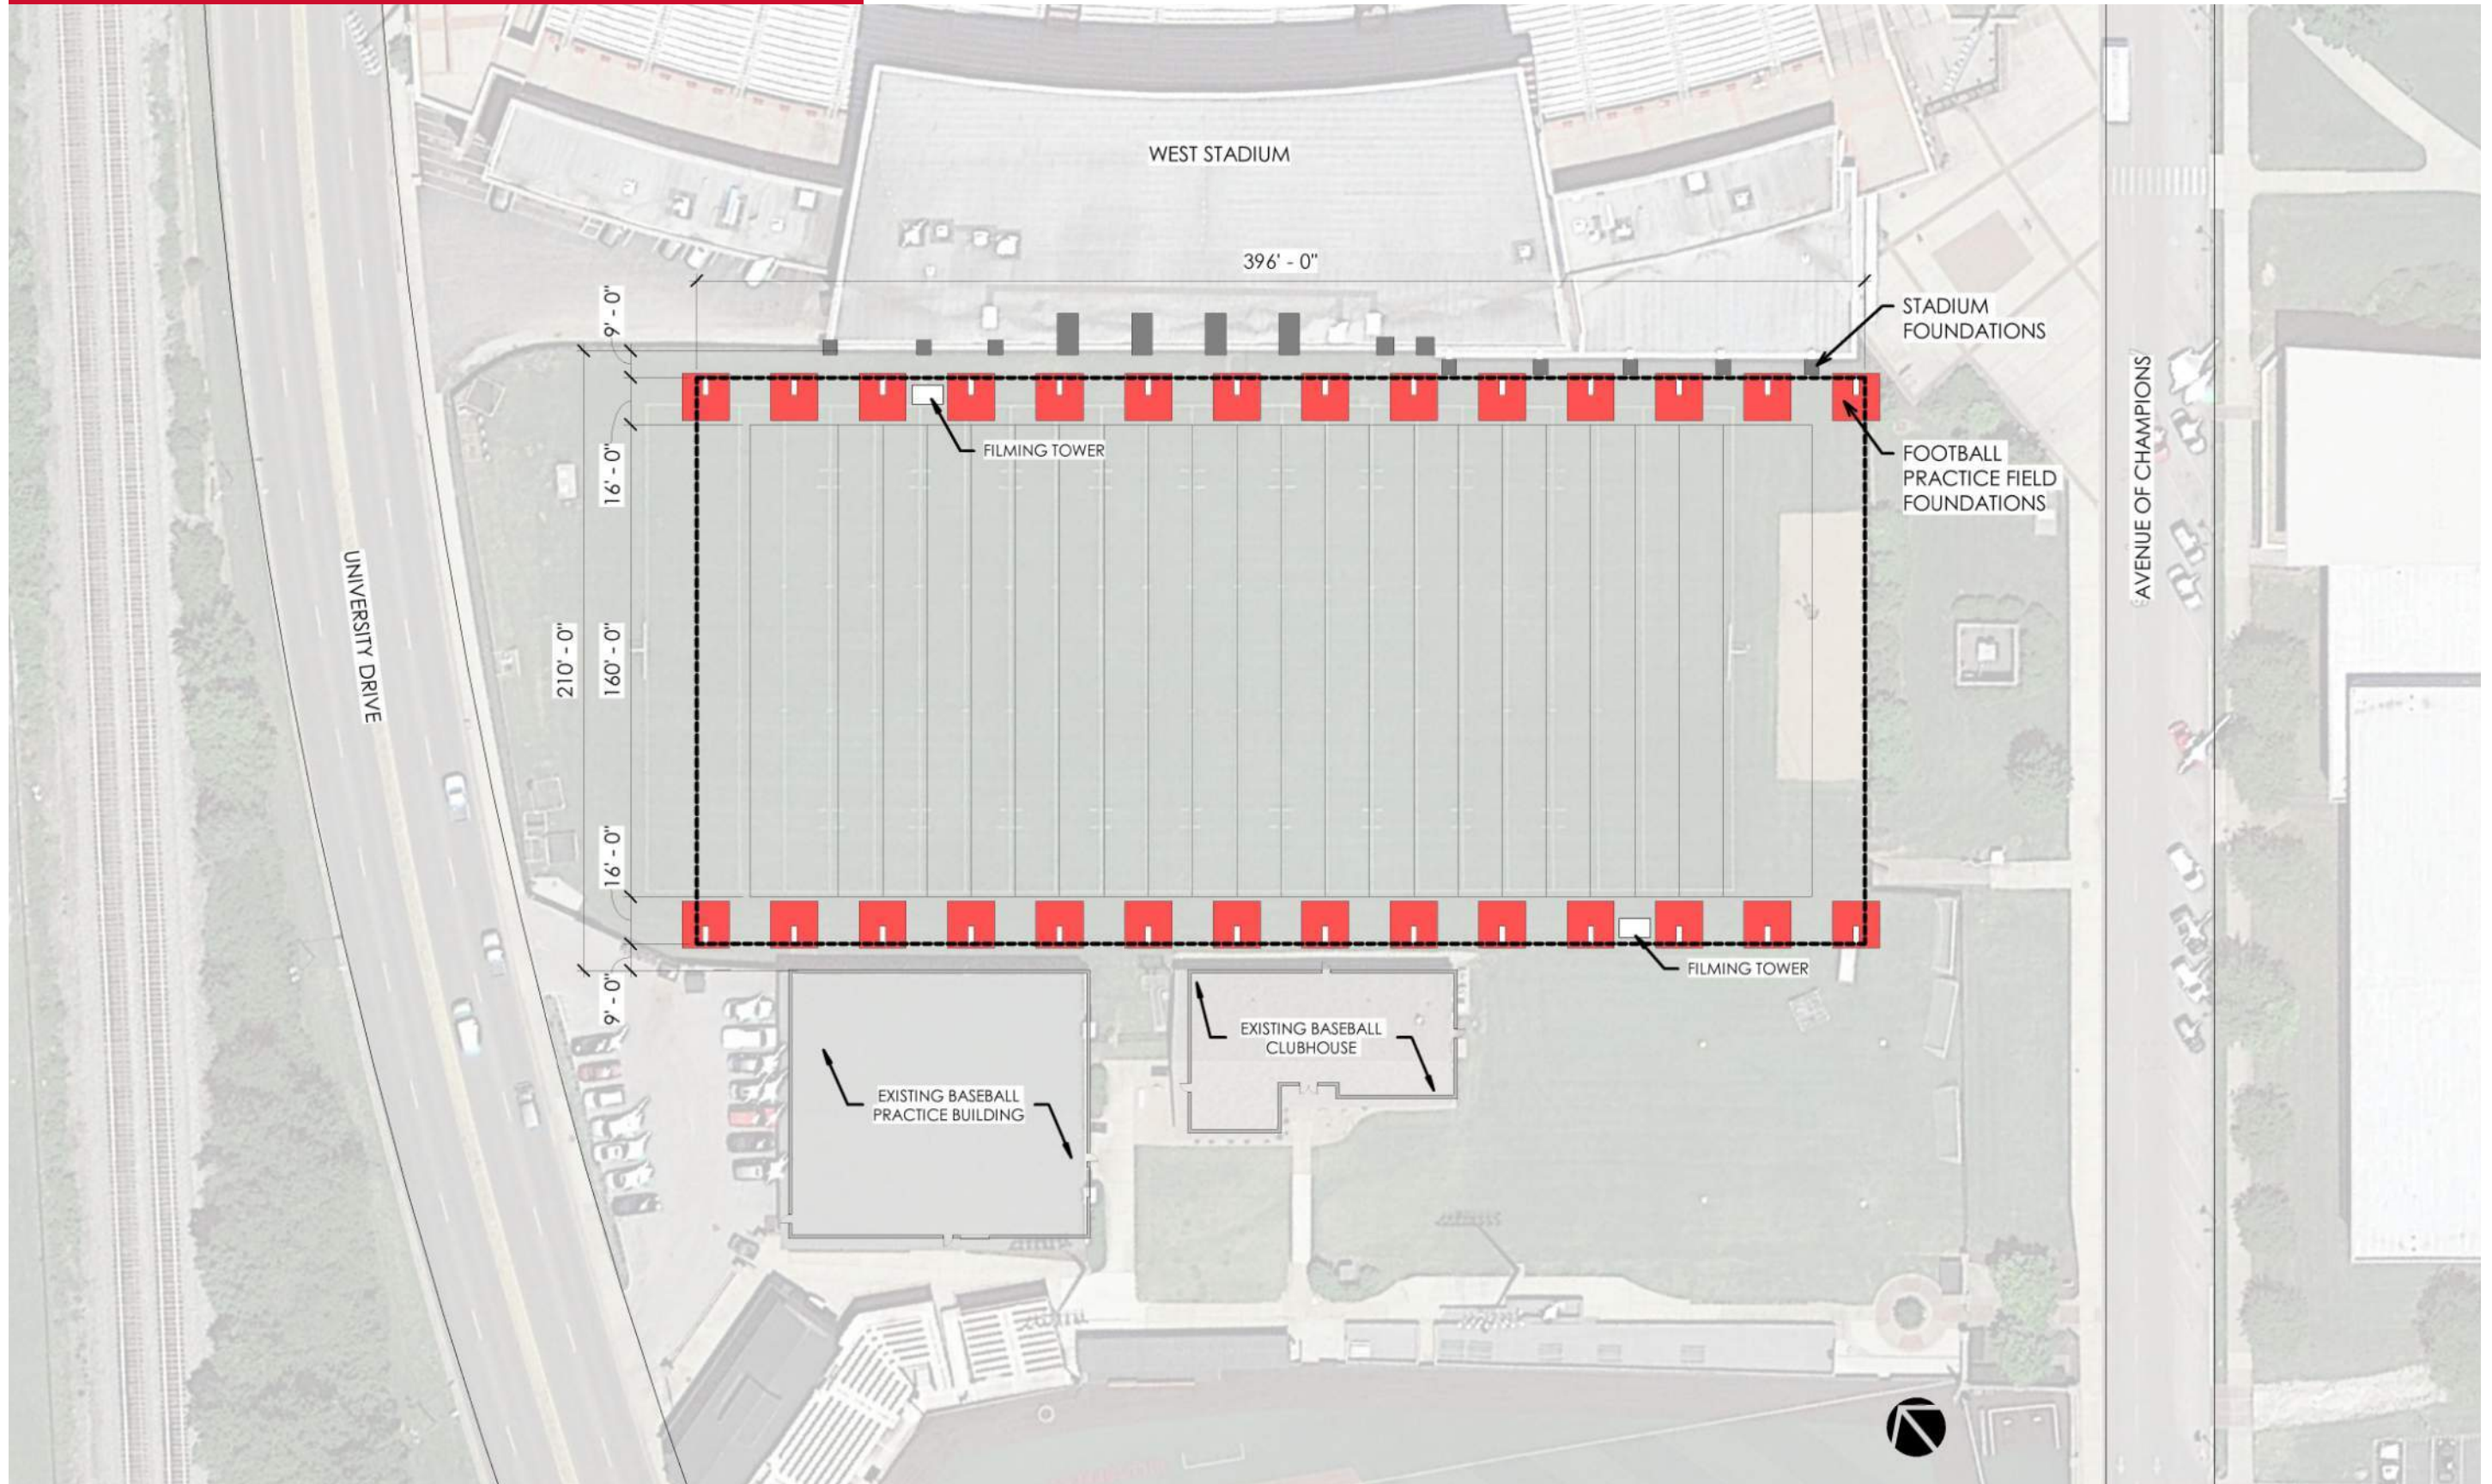 WEST STADIUM
396' - 0"
9' - 0"
STADIUM
FOUNDATIONS
FILMING TOWER
16' - 0"
FOOTBALL
PRACTICE FIELD
FOUNDATIONS
AVENUE OF CHAMPIONS
UNIVERSITY DRIVE
210' - 0"
160' - 0"
16' - 0"
FILMING TOWER
9' - 0"
EXISTING BASEBALL
CLUBHOUSE
EXISTING BASEBALL
PRACTICE BUILDING